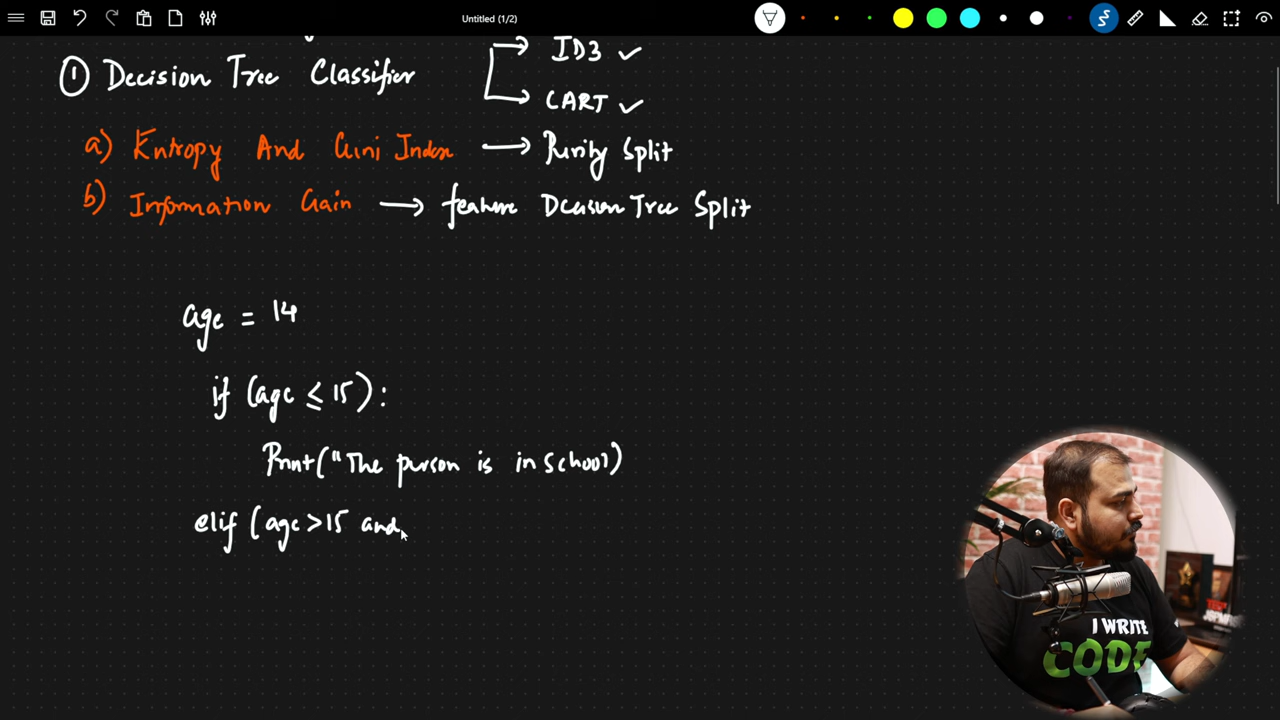 Untitled (1/2)
① Decision Tree Classifier
ID3 ✓
CART ✓
a) Entropy And Gini Index → Purity Split
b) Information Gain → feature Decision Tree Split
age = 14
if (age ≤ 15):
Print("The person is in school)
elif (age > 15 and
I WRITE
CODE